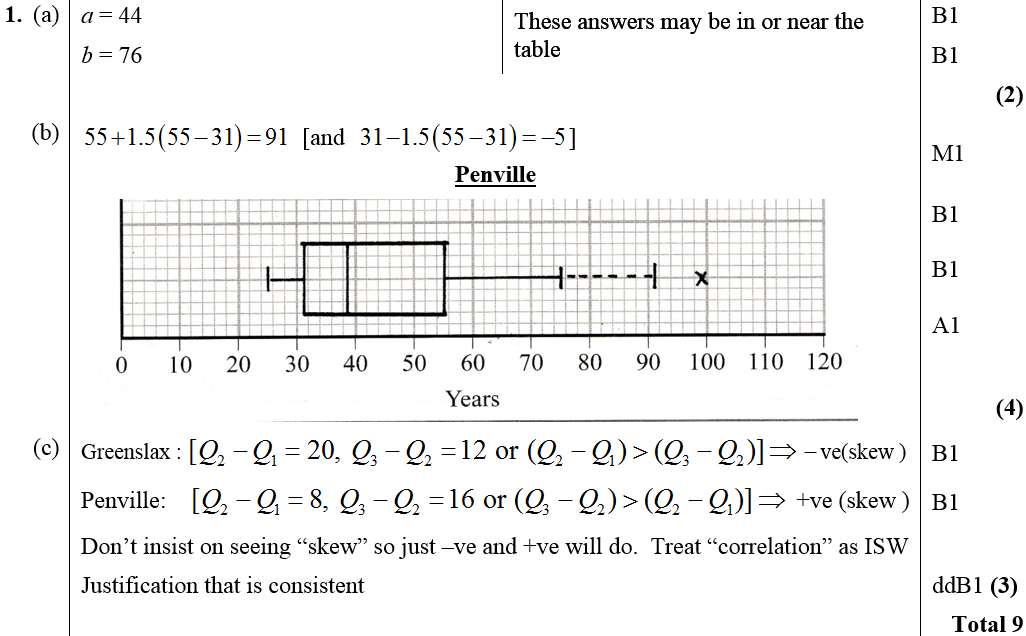 1. (a) a = 44 These answers may be in or near the table B1
b = 76 B1
(2)
(b) 55+1.5(55−31)=91 [and 31−1.5(55−31)=−5] M1
Penville
B1
B1
A1
0 10 20 30 40 50 60 70 80 90 100 110 120
Years
(4)
(c) Greenslax : [Q₂ − Q₁ = 20, Q₃ − Q₂ = 12 or (Q₂ − Q₁) > (Q₃ − Q₂)] ⇒ −ve(skew ) B1
Penville: [Q₂ − Q₁ = 8, Q₃ − Q₂ = 16 or (Q₃ − Q₂) > (Q₂ − Q₁)] ⇒ +ve (skew ) B1
Don’t insist on seeing “skew” so just –ve and +ve will do. Treat “correlation” as ISW
Justification that is consistent ddB1 (3)
Total 9